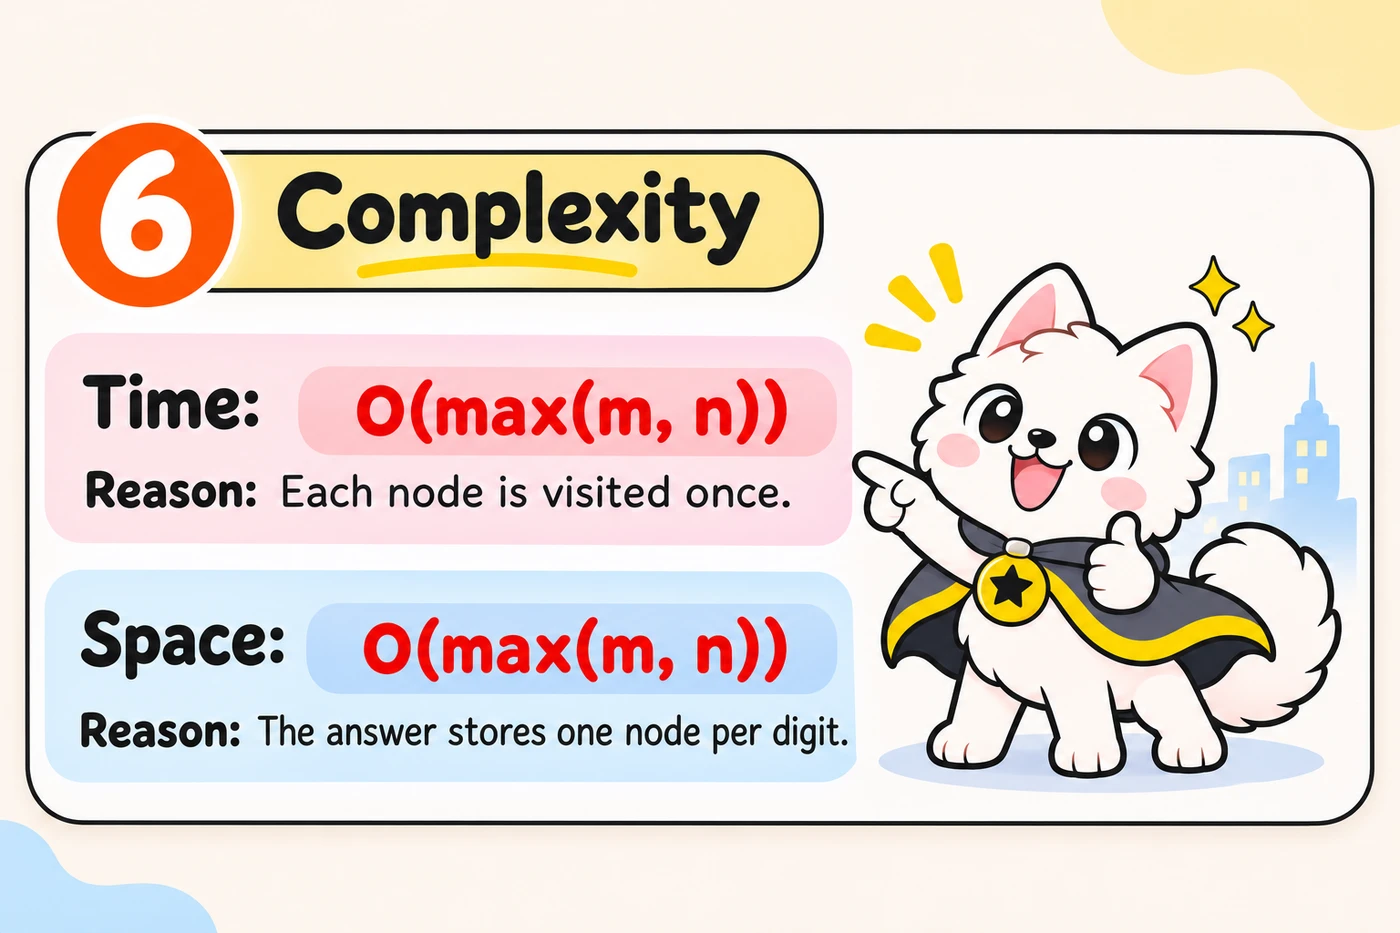 6
Complexity
Time: O(max(m, n))
Reason: Each node is visited once.
Space: O(max(m, n))
Reason: The answer stores one node per digit.